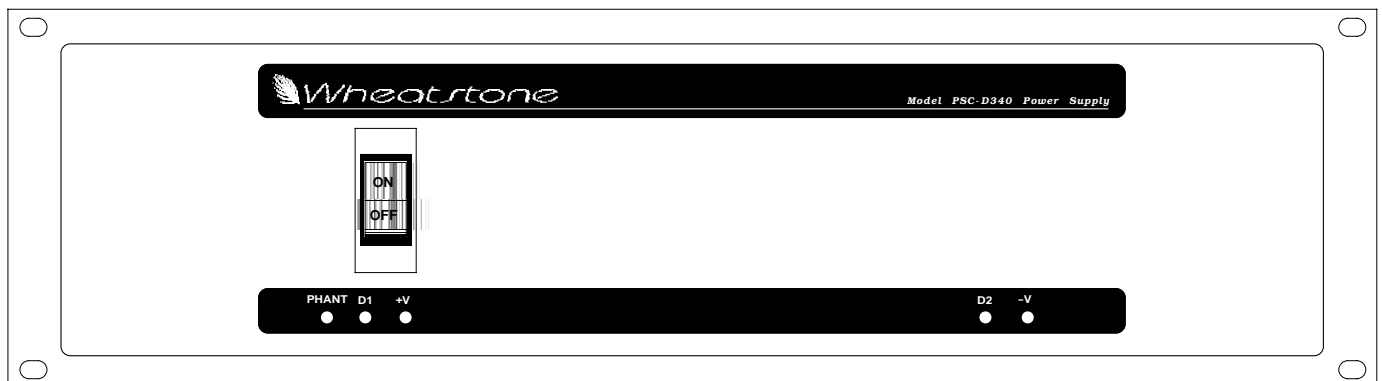 Wheatstone
Model PSC-D340 Power Supply
ON
OFF
PHANT D1 +V D2 -V